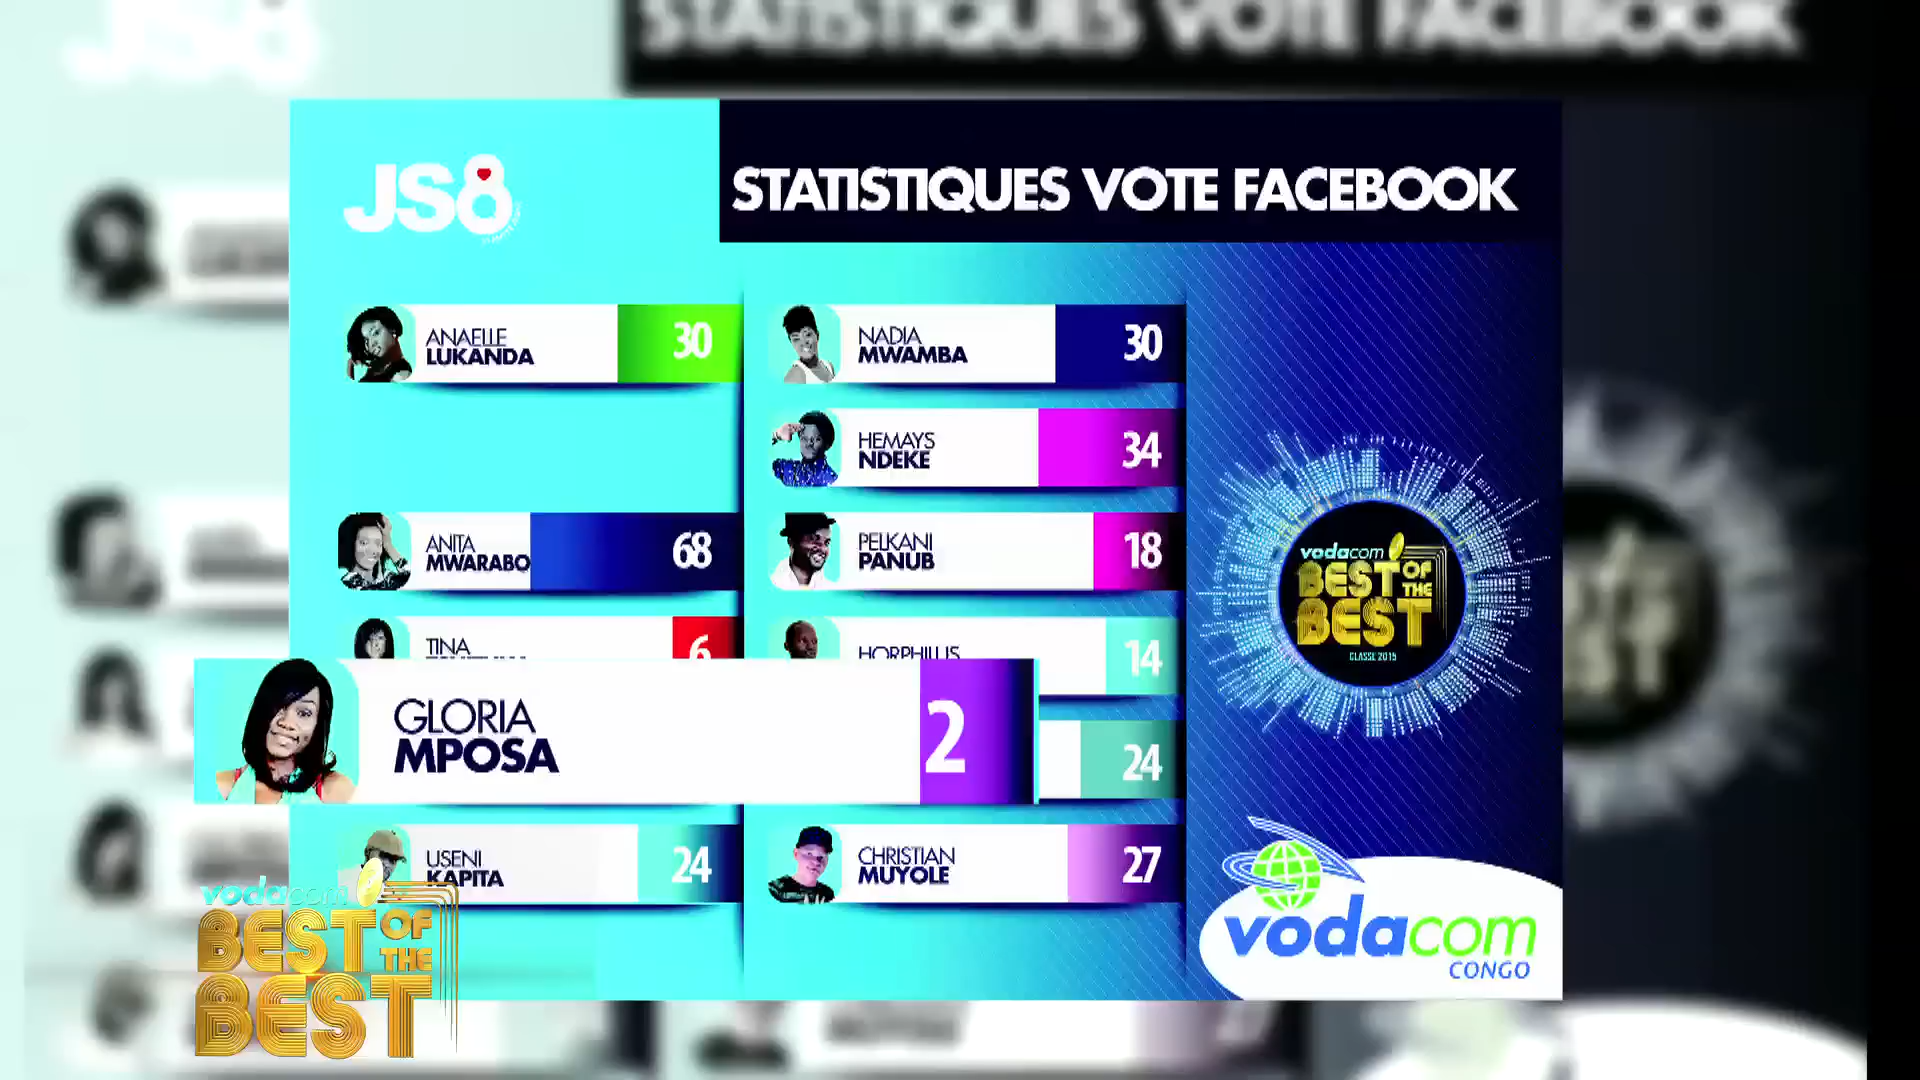 JS8
STATISTIQUES VOTE FACEBOOK
ANAELLE
LUKANDA
30
ANITA
MWARABO
68
TINA
6
GLORIA
MPOSA
2
USENI
KAPITA
24
NADIA
MWAMBA
30
HEMAYS
NDEKE
34
PELKANI
PANUB
18
HORPHILIS
14
24
CHRISTIAN
MUYOLE
27
vodacom
BEST OF
THE
BEST
CLASSE 2015
vodacom
CONGO
vodacom
BEST OF
THE
BEST